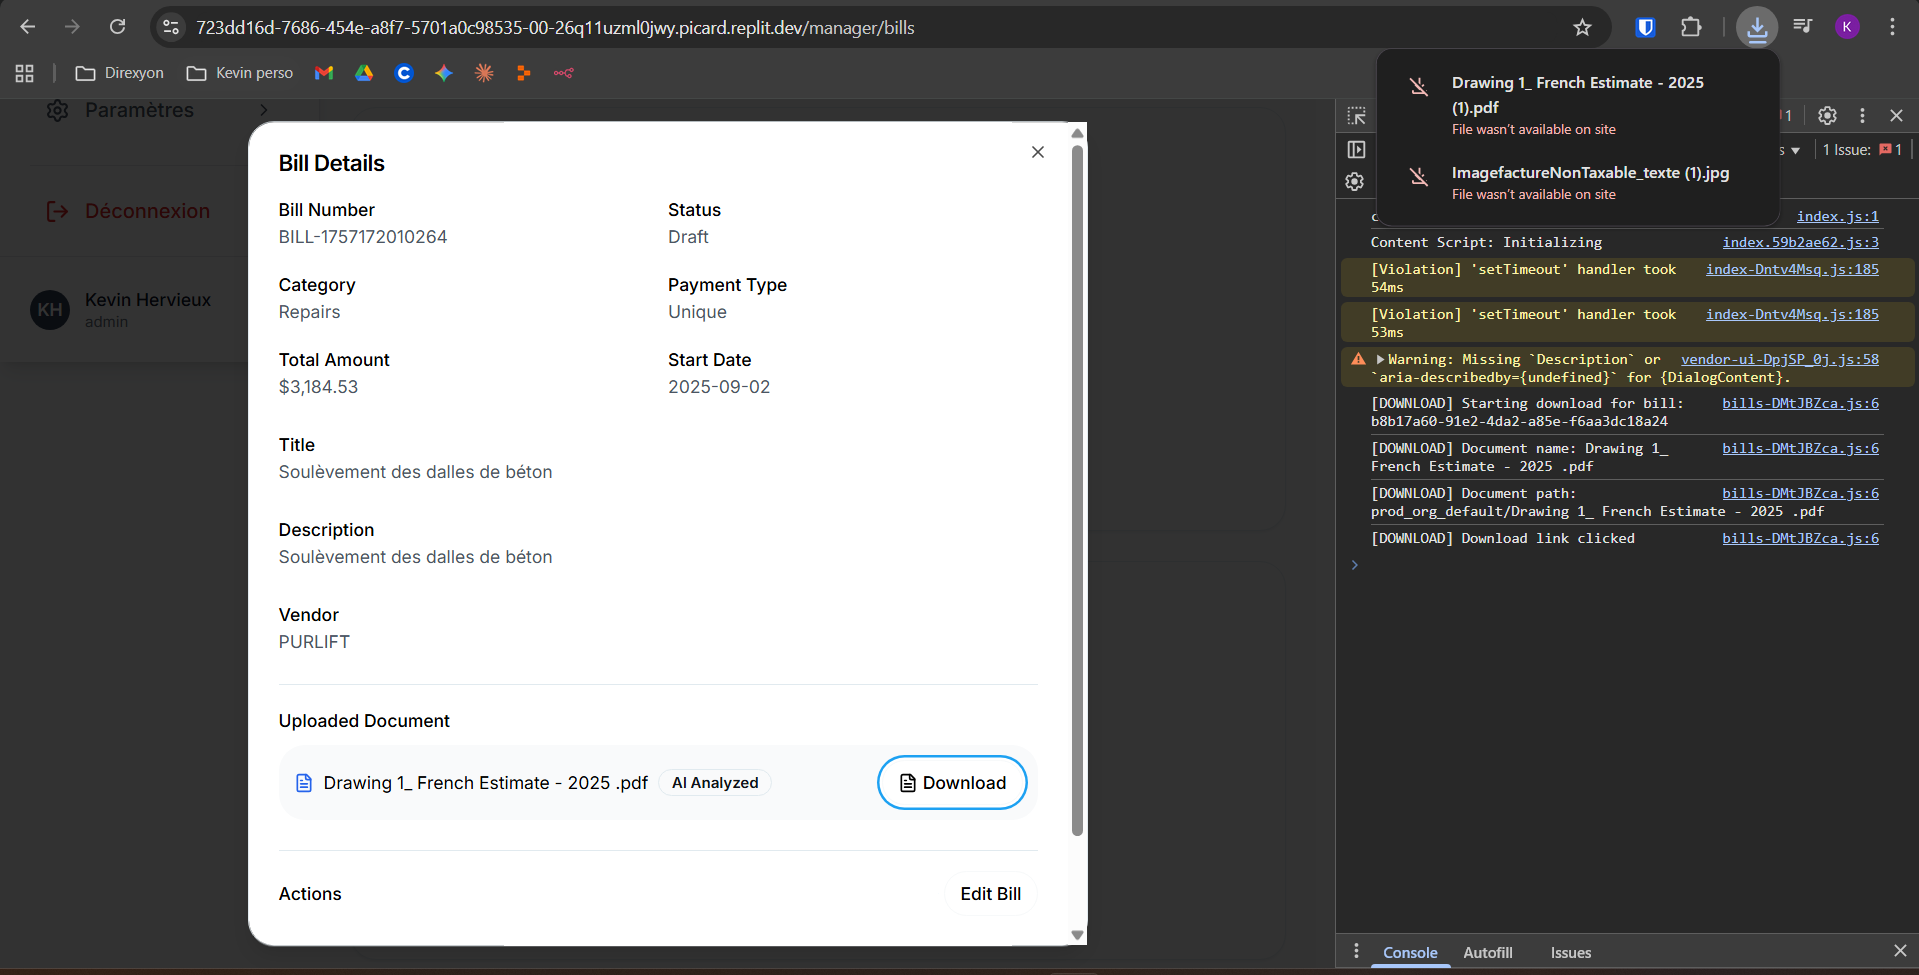 723dd16d-7686-454e-a8f7-5701a0c98535-00-26q11uzml0jwy.picard.replit.dev/manager/bills
K
Direxyon
Kevin perso
Drawing 1_ French Estimate - 2025
(1).pdf
File wasn't available on site
ImagefactureNonTaxable_texte (1).jpg
File wasn't available on site
Paramètres
Déconnexion
KH
Kevin Hervieux
admin
Bill Details
Bill Number
BILL-1757172010264
Status
Draft
Category
Repairs
Payment Type
Unique
Total Amount
$3,184.53
Start Date
2025-09-02
Title
Soulèvement des dalles de béton
Description
Soulèvement des dalles de béton
Vendor
PURLIFT
Uploaded Document
Drawing 1_ French Estimate - 2025 .pdf
AI Analyzed
Download
Actions
Edit Bill
1
1 Issue: 1
index.js:1
Content Script: Initializing index.59b2ae62.js:3
[Violation] 'setTimeout' handler took index-Dntv4Msq.js:185
54ms
[Violation] 'setTimeout' handler took index-Dntv4Msq.js:185
53ms
Warning: Missing `Description` or vendor-ui-DpjSP_0j.js:58
`aria-describedby={undefined}` for {DialogContent}.
[DOWNLOAD] Starting download for bill: bills-DMtJBZca.js:6
b8b17a60-91e2-4da2-a85e-f6aa3dc18a24
[DOWNLOAD] Document name: Drawing 1_ bills-DMtJBZca.js:6
French Estimate - 2025 .pdf
[DOWNLOAD] Document path: bills-DMtJBZca.js:6
prod_org_default/Drawing 1_ French Estimate - 2025 .pdf
[DOWNLOAD] Download link clicked bills-DMtJBZca.js:6
Console
Autofill
Issues